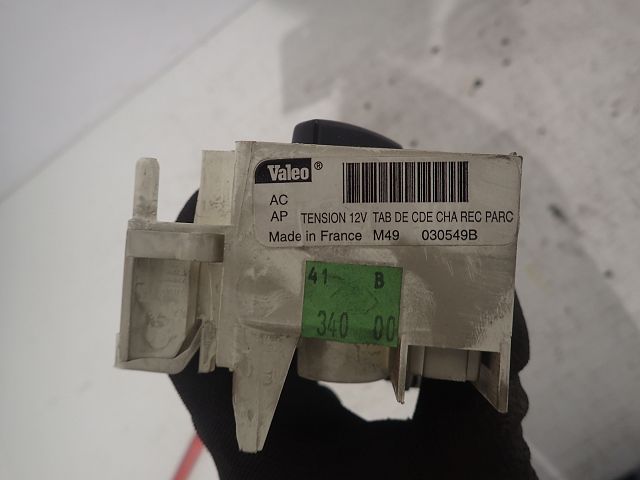 Valeo®
AC
AP TENSION 12V TAB DE CDE CHA REC PARC
Made in France M49 030549B
41 B
340 00